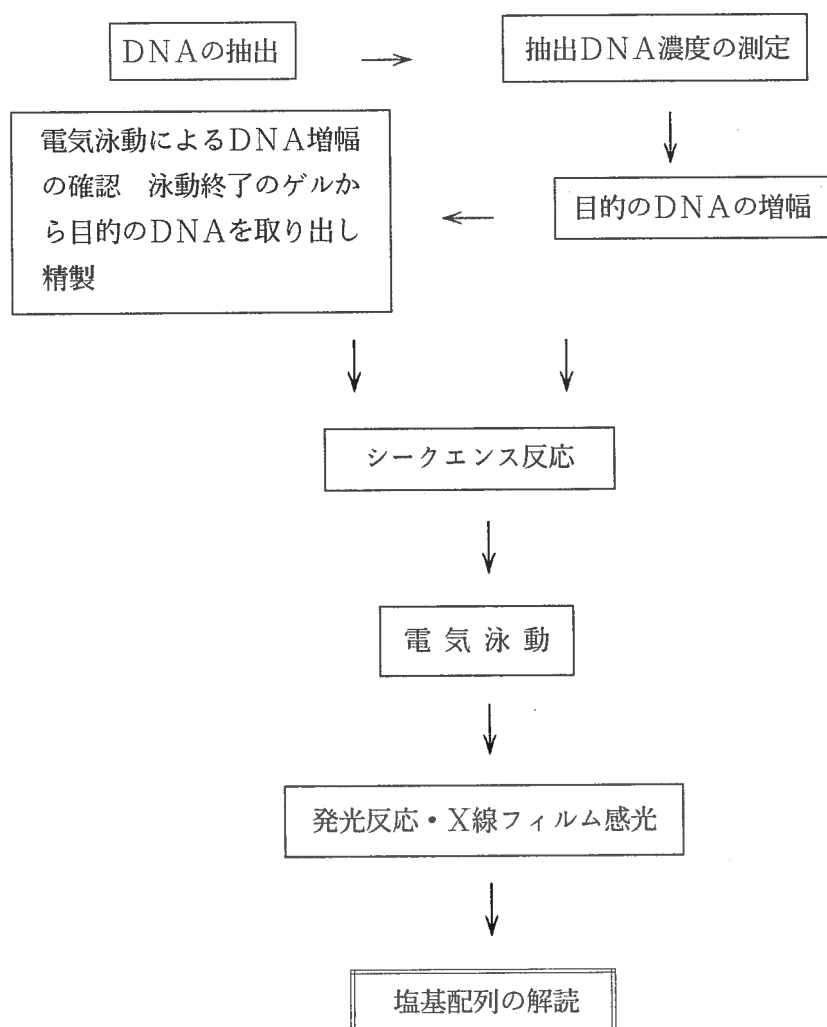 DNAの抽出
抽出DNA濃度の測定
目的のDNAの増幅
電気泳動によるDNA増幅
の確認　泳動終了のゲルか
ら目的のDNAを取り出し
精製
シークエンス反応
電気泳動
発光反応・X線フィルム感光
塩基配列の解読